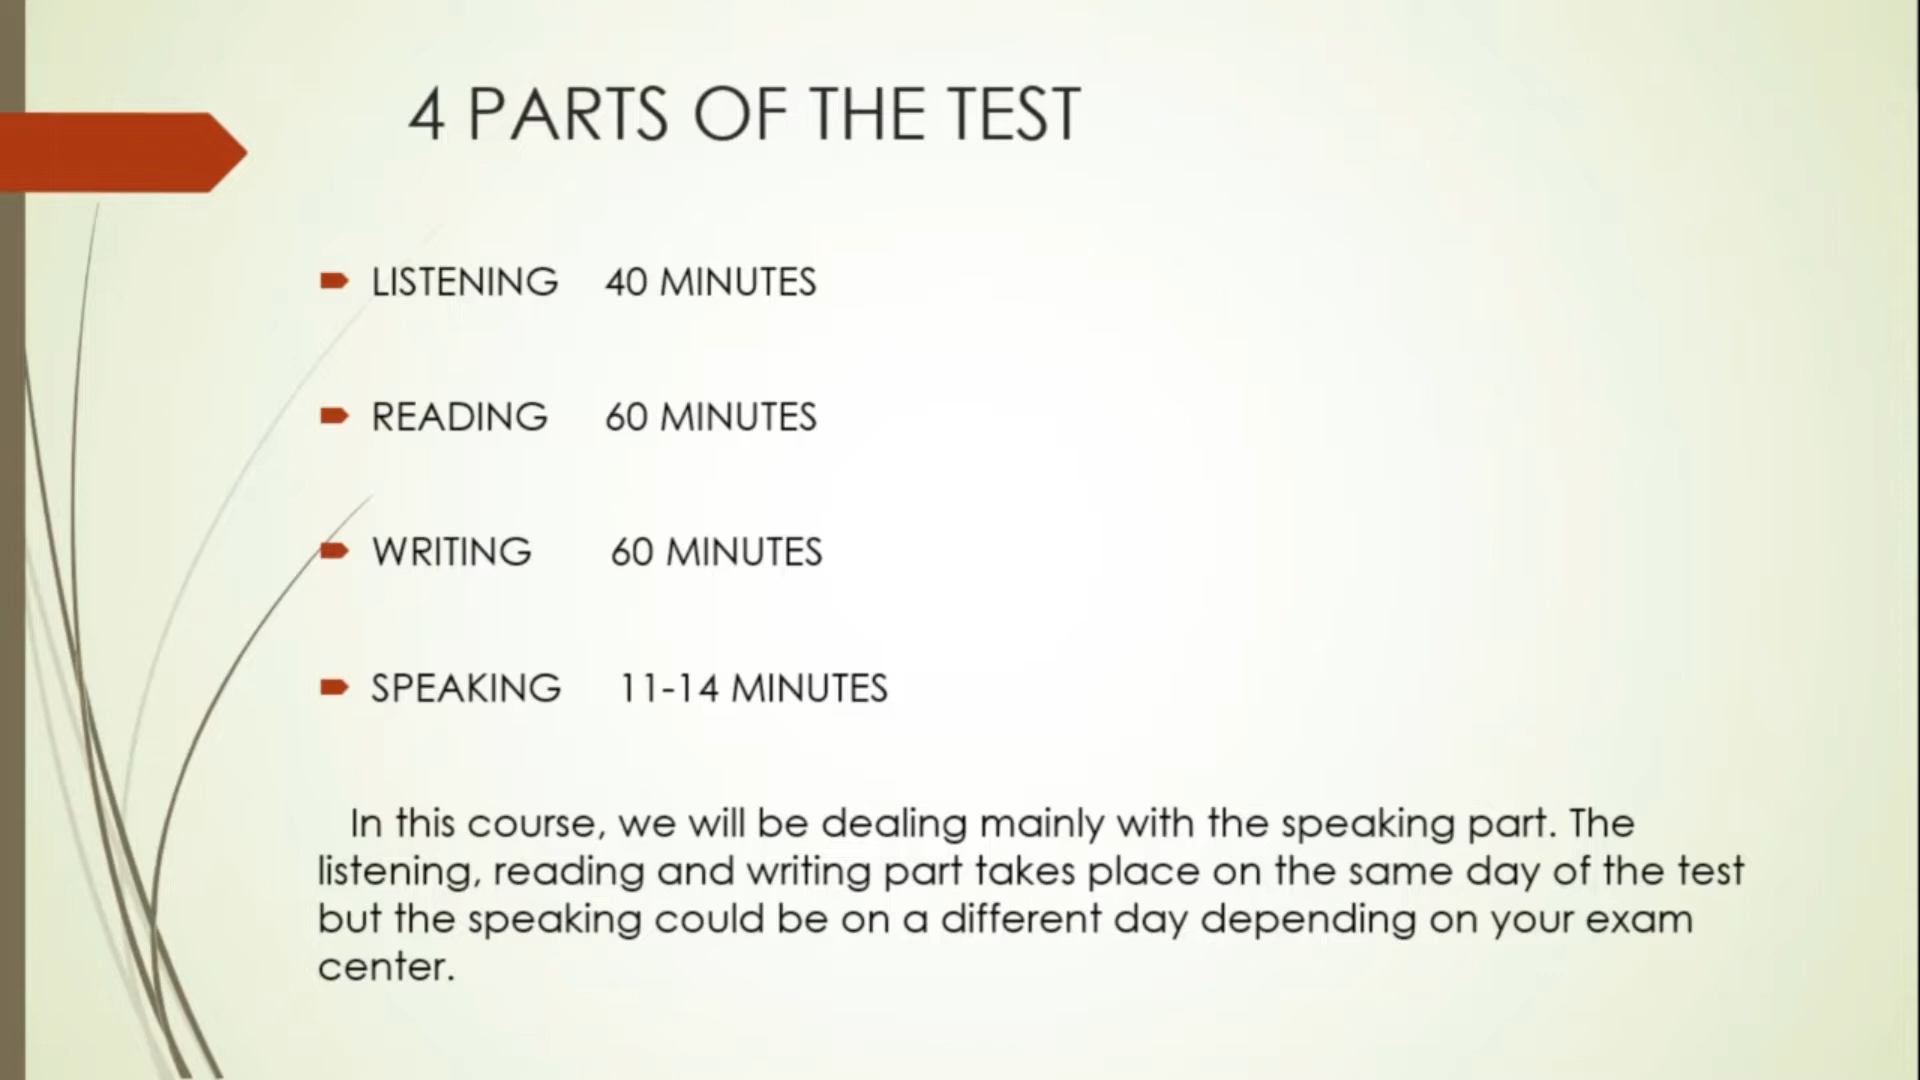 4 PARTS OF THE TEST
LISTENING 40 MINUTES
READING 60 MINUTES
WRITING 60 MINUTES
SPEAKING 11-14 MINUTES
In this course, we will be dealing mainly with the speaking part. The
listening, reading and writing part takes place on the same day of the test
but the speaking could be on a different day depending on your exam
center.